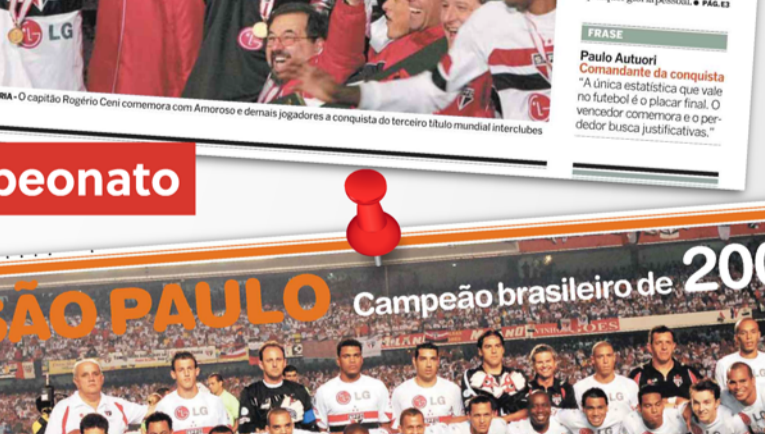 PÁG.E3
FRASE
Paulo Autuori
Comandante da conquista
"A única estatística que vale
no futebol é o placar final. O
vencedor comemora e o per-
dedor busca justificativas."
RIA - O capitão Rogério Ceni comemora com Amoroso e demais jogadores a conquista do terceiro título mundial interclubes
peonato
SÃO PAULO
Campeão brasileiro de 200
LG
LG
LG
LG
LG